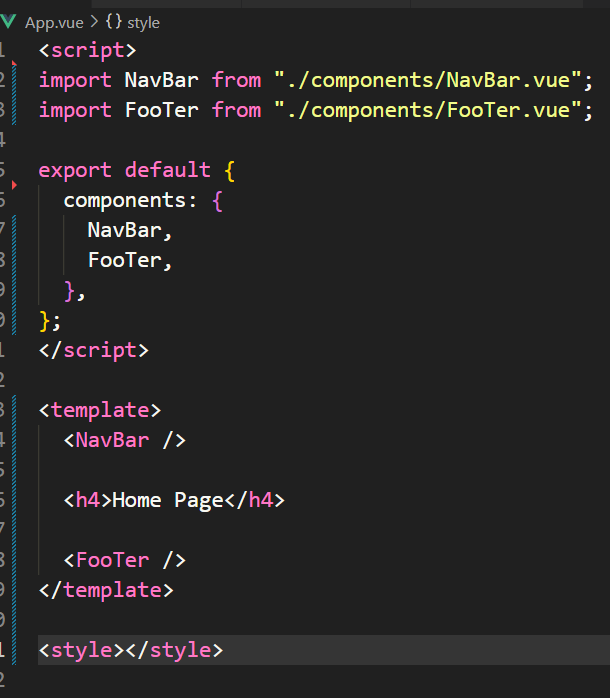 App.vue > {} style
1 <script>
2 import NavBar from "./components/NavBar.vue";
3 import FooTer from "./components/FooTer.vue";
4
5 export default {
6   components: {
7     NavBar,
8     FooTer,
9   },
0 };
1 </script>
2
3 <template>
4   <NavBar />
5
6   <h4>Home Page</h4>
7
8   <FooTer />
9 </template>
0
1 <style></style>
2